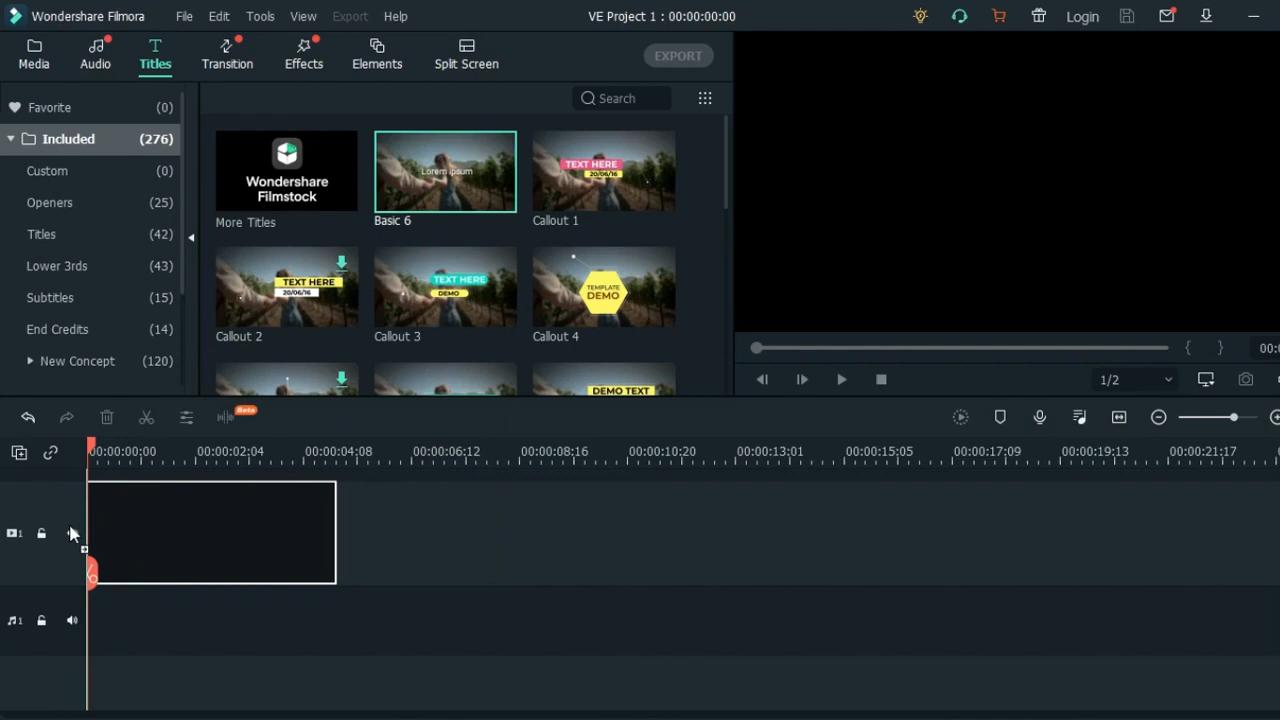 Wondershare Filmora File Edit Tools View Export Help VE Project 1 : 00:00:00:00 Login
Media Audio Titles Transition Effects Elements Split Screen EXPORT
Favorite (0)
Included (276)
Custom (0)
Openers (25)
Titles (42)
Lower 3rds (43)
Subtitles (15)
End Credits (14)
New Concept (120)
Search
Wondershare
Filmstock
More Titles
Lorem Ipsum
Basic 6
TEXT HERE
20/06/16
Callout 1
TEXT HERE
20/06/16
Callout 2
TEXT HERE
DEMO
Callout 3
TEMPLATE
DEMO
Callout 4
DEMO TEXT
{ } 00:0
1/2
Beta
00:00:00:00 00:00:02:04 00:00:04:08 00:00:06:12 00:00:08:16 00:00:10:20 00:00:13:01 00:00:15:05 00:00:17:09 00:00:19:13 00:00:21:17
1
1